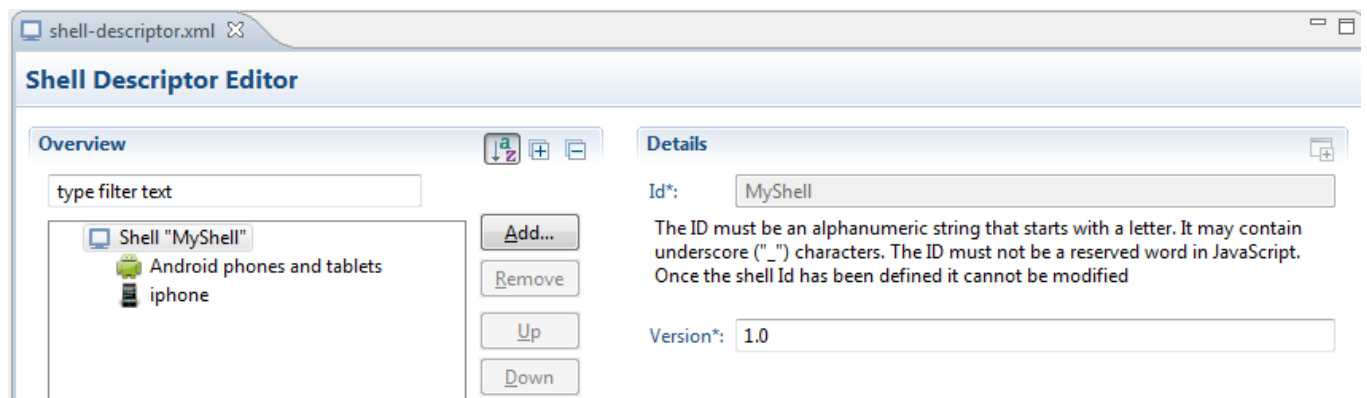 shell-descriptor.xml
Shell Descriptor Editor
Overview
type filter text
Shell "MyShell"
Android phones and tablets
iphone
Add...
Remove
Up
Down
Details
Id*: MyShell
The ID must be an alphanumeric string that starts with a letter. It may contain
underscore ("_") characters. The ID must not be a reserved word in JavaScript.
Once the shell Id has been defined it cannot be modified
Version*: 1.0